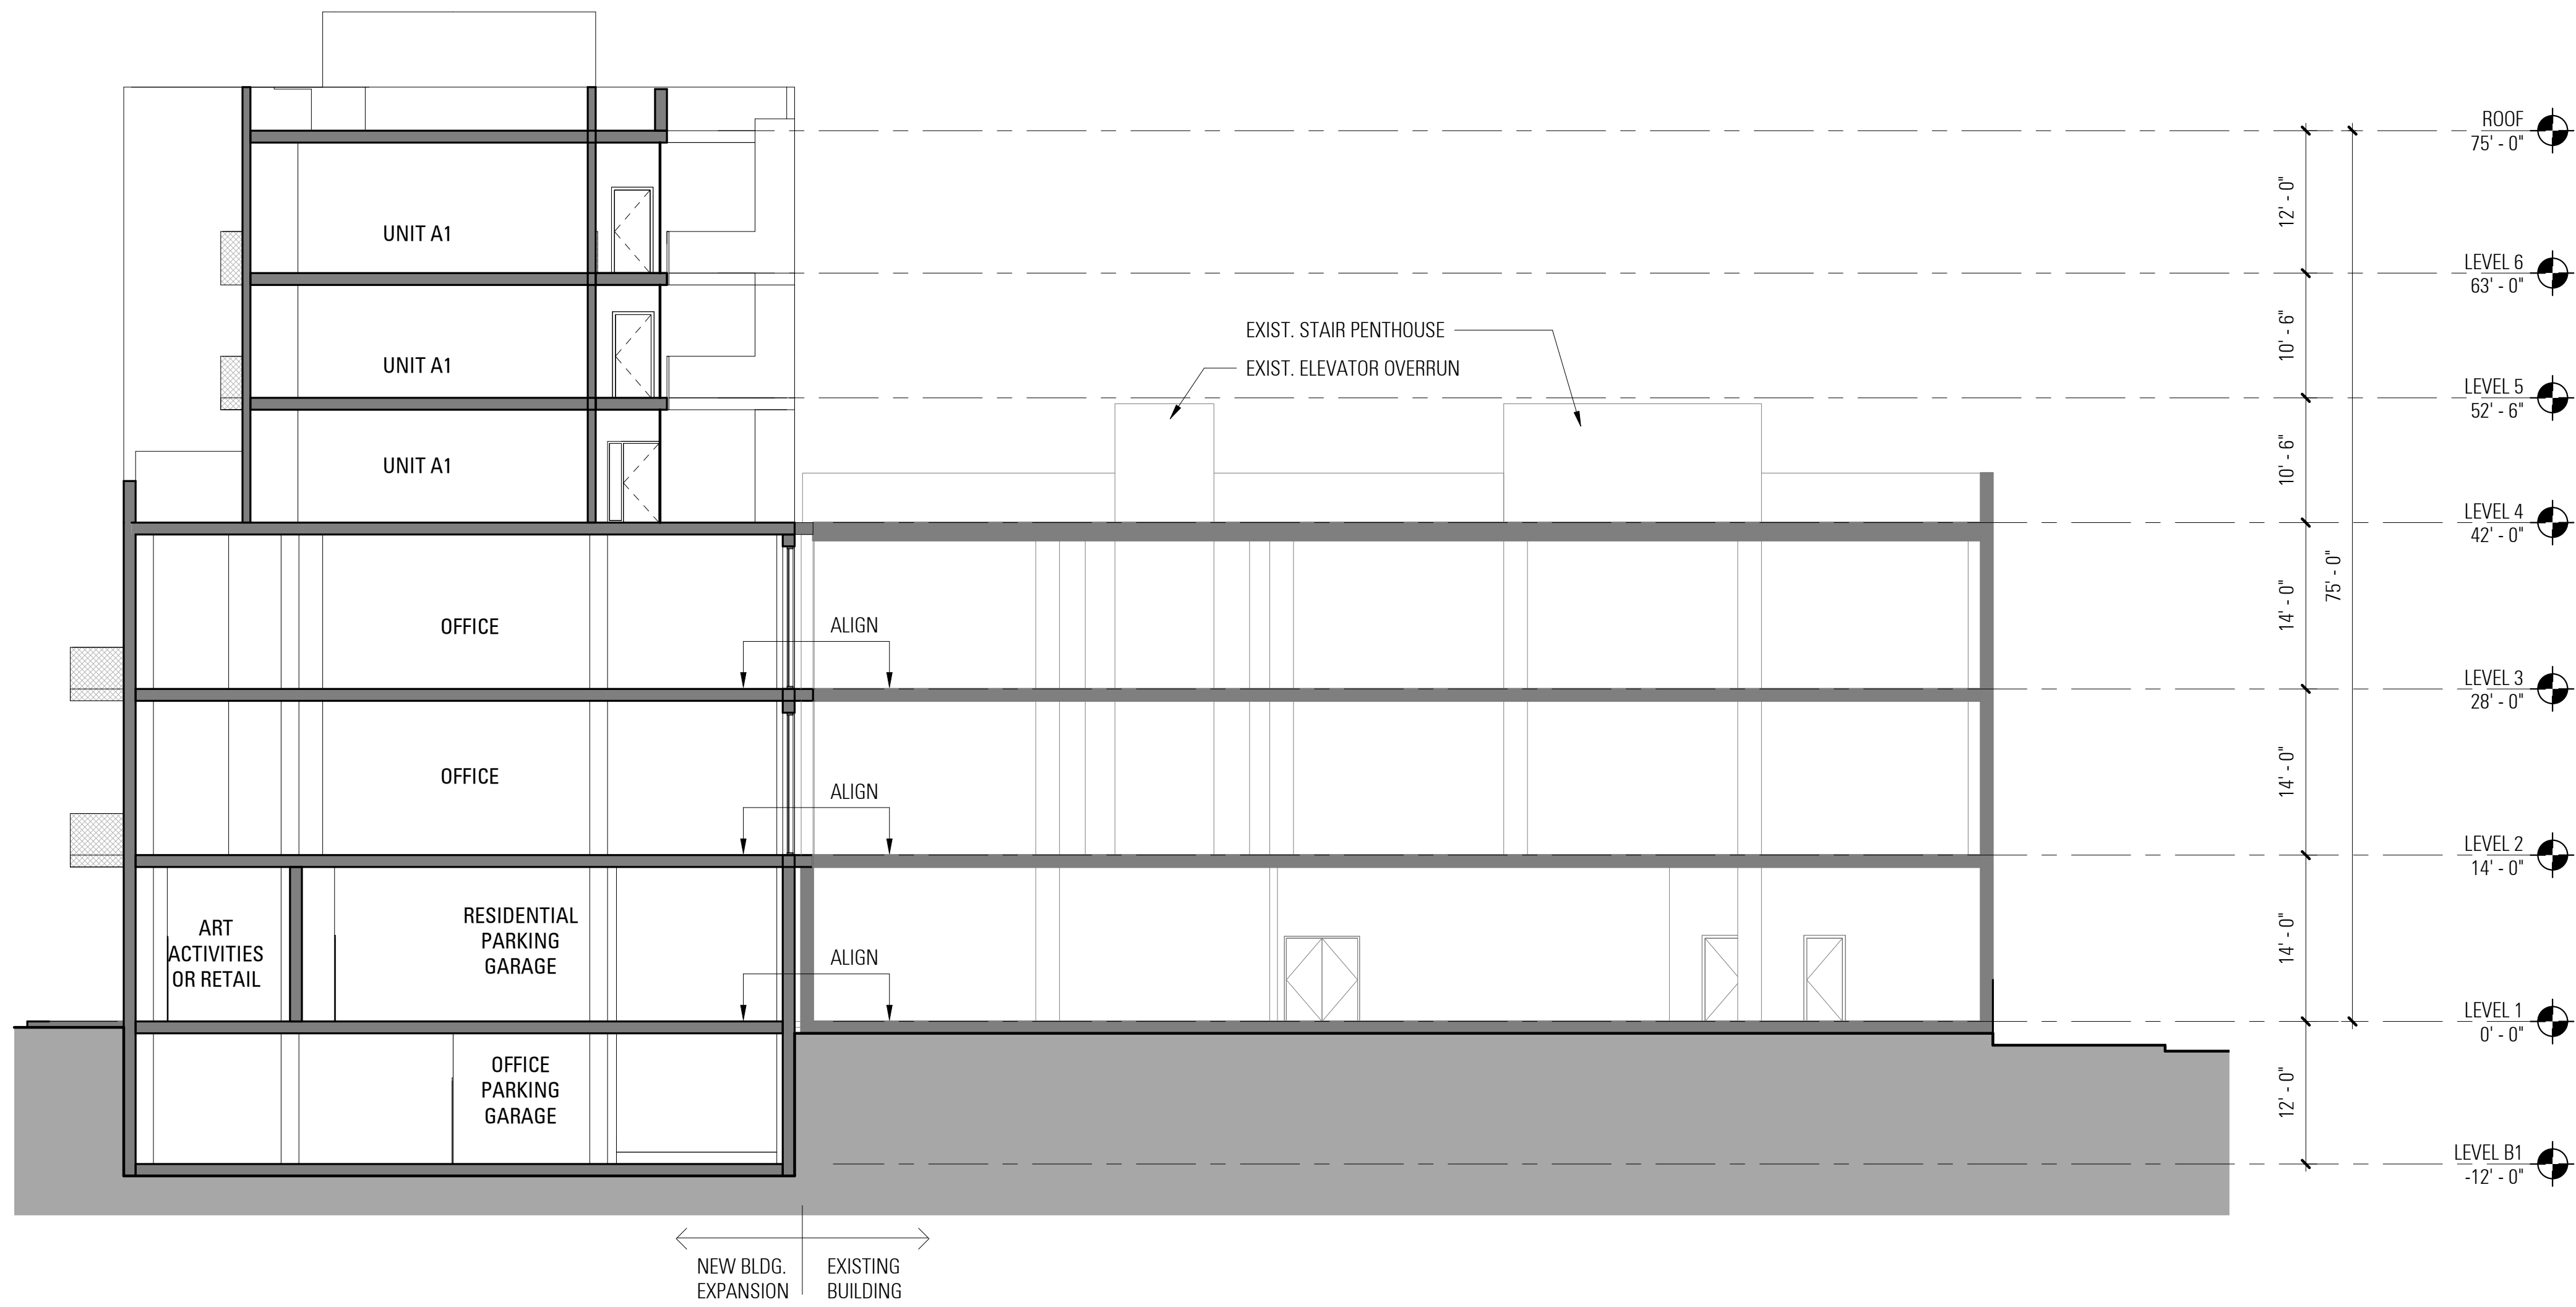 ROOF
75' - 0"
12' - 0"
UNIT A1
LEVEL 6
63' - 0"
EXIST. STAIR PENTHOUSE
10' - 6"
UNIT A1
EXIST. ELEVATOR OVERRUN
LEVEL 5
52' - 6"
UNIT A1
10' - 6"
LEVEL 4
42' - 0"
75' - 0"
14' - 0"
OFFICE
ALIGN
LEVEL 3
28' - 0"
OFFICE
14' - 0"
ALIGN
LEVEL 2
14' - 0"
ART
ACTIVITIES
OR RETAIL
RESIDENTIAL
PARKING
GARAGE
14' - 0"
ALIGN
LEVEL 1
0' - 0"
OFFICE
PARKING
GARAGE
12' - 0"
LEVEL B1
-12' - 0"
NEW BLDG.
EXPANSION
EXISTING
BUILDING